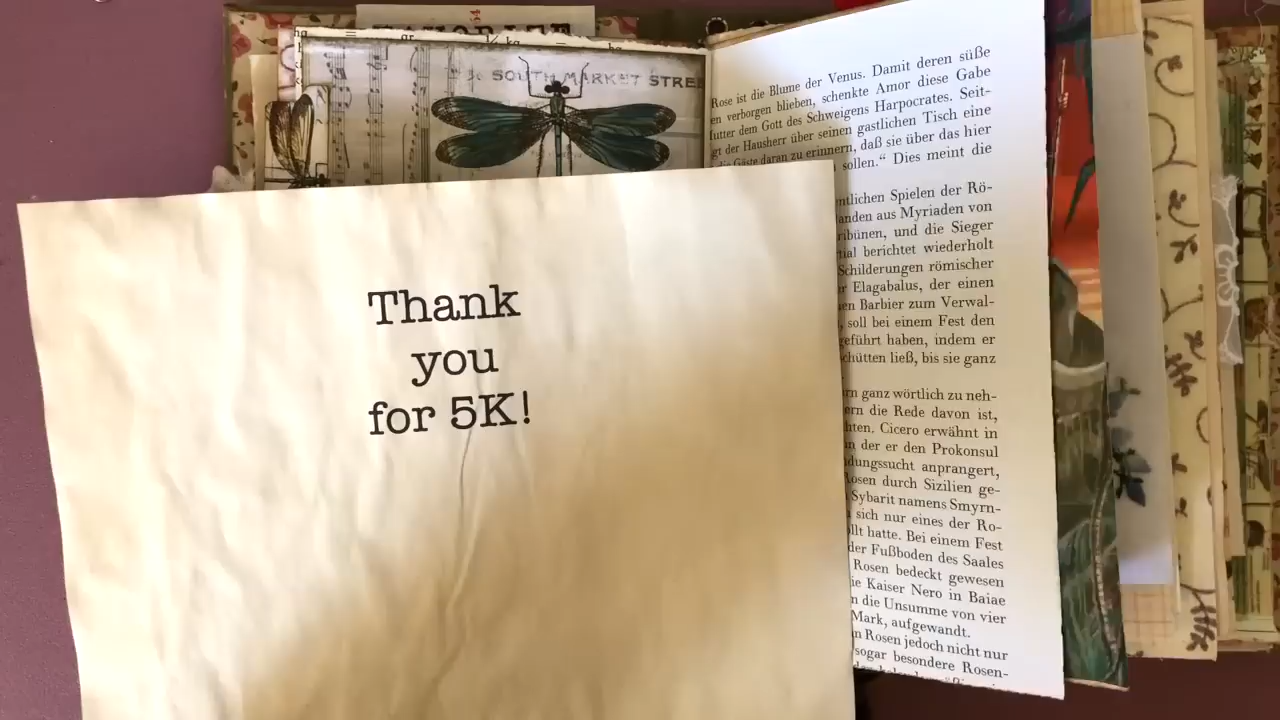 SOUTH MARKET STREE
Rose ist die Blume der Venus. Damit deren süße
en verborgen blieben, schenkte Amor diese Gabe
futter dem Gott des Schweigens Harpocrates. Seit-
gt der Hausherr über seinen gastlichen Tisch eine
die Gäste daran zu erinnern, daß sie über das hier
sollen.“ Dies meint die
ntlichen Spielen der Rö-
anden aus Myriaden von
ribünen, und die Sieger
tial berichtet wiederholt
Schilderungen römischer
r Elagabalus, der einen
en Barbier zum Verwal-
, soll bei einem Fest den
geführt haben, indem er
chütten ließ, bis sie ganz
rn ganz wörtlich zu neh-
ern die Rede davon ist,
hten. Cicero erwähnt in
n der er den Prokonsul
dungssucht anprangert,
Rosen durch Sizilien ge-
Sybarit namens Smyrn-
sich nur eines der Ro-
llt hatte. Bei einem Fest
der Fußboden des Saales
Rosen bedeckt gewesen
ie Kaiser Nero in Baiae
n die Unsumme von vier
Mark, aufgewandt.
n Rosen jedoch nicht nur
sogar besondere Rosen-
Thank
you
for 5K!